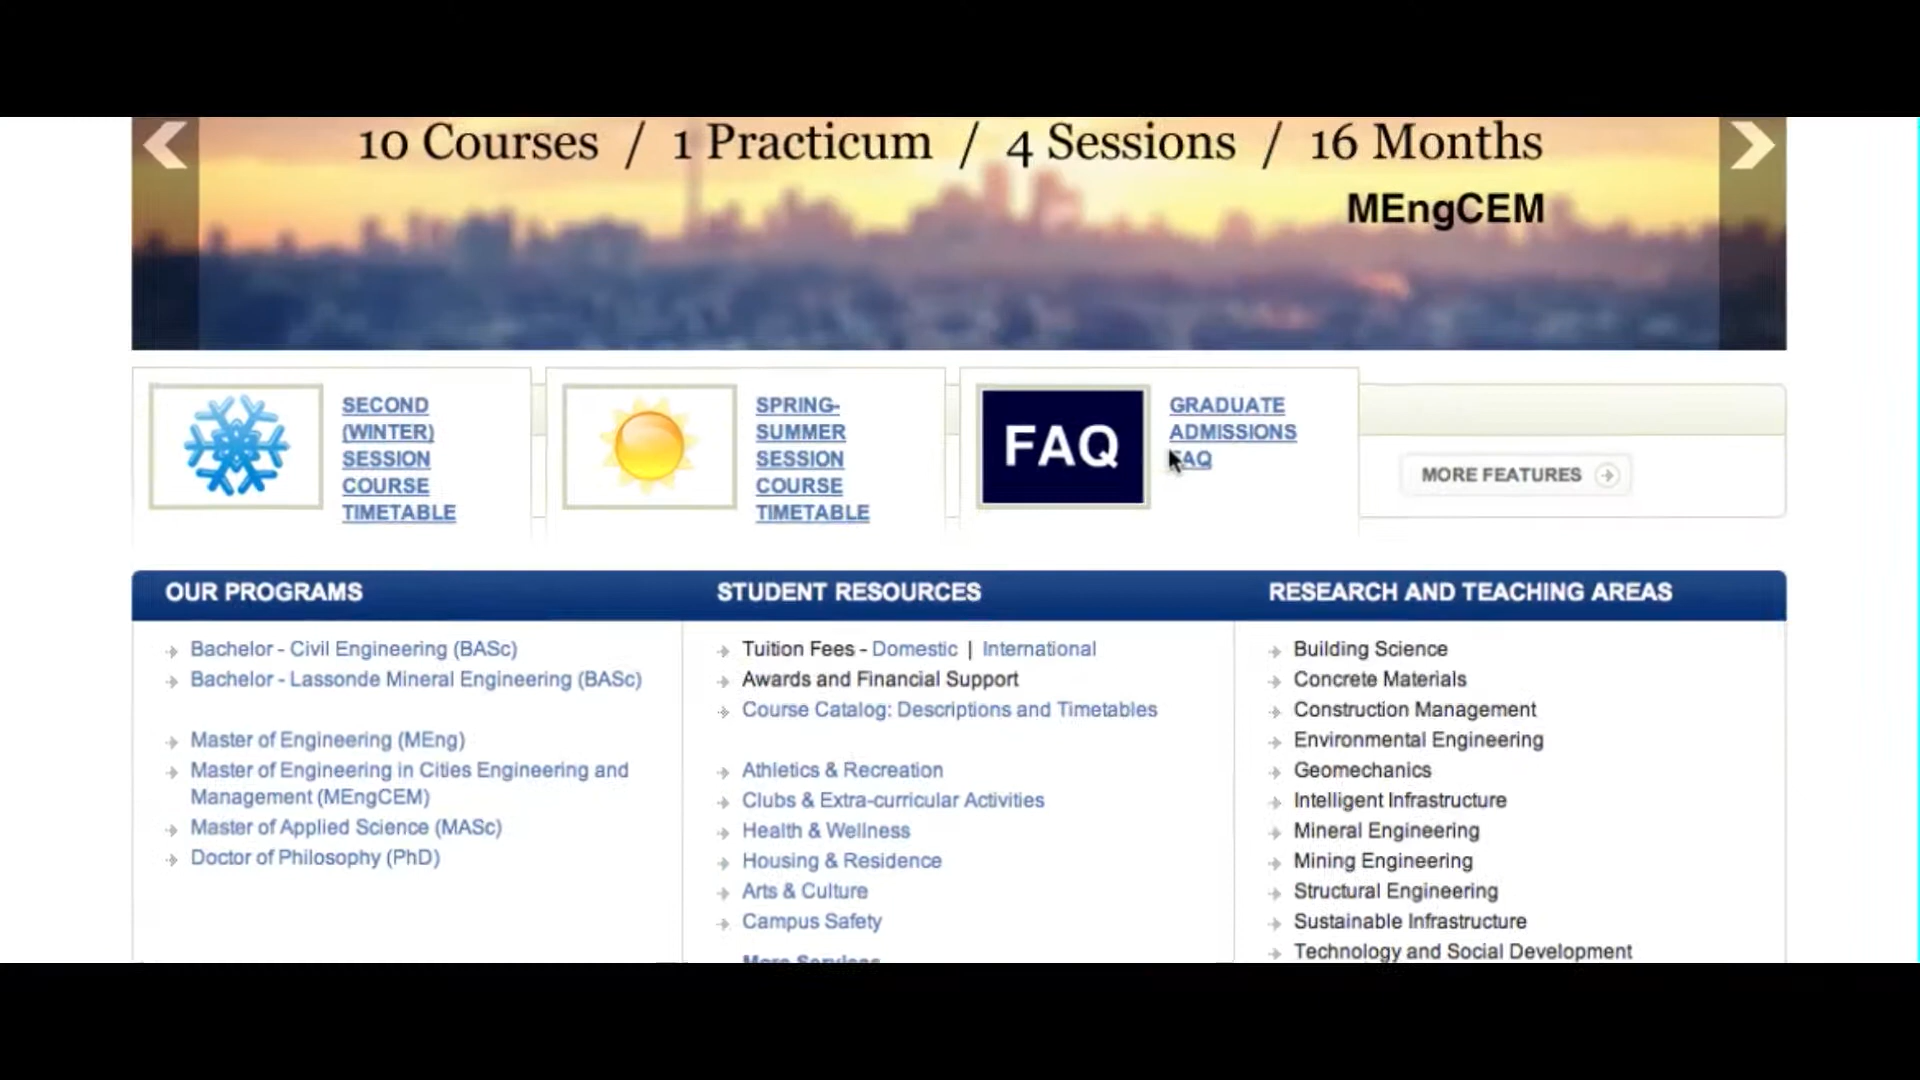 10 Courses / 1 Practicum / 4 Sessions / 16 Months
MEngCEM
SECOND
(WINTER)
SESSION
COURSE
TIMETABLE
SPRING-
SUMMER
SESSION
COURSE
TIMETABLE
FAQ
GRADUATE
ADMISSIONS
FAQ
MORE FEATURES
OUR PROGRAMS
Bachelor - Civil Engineering (BASc)
Bachelor - Lassonde Mineral Engineering (BASc)
Master of Engineering (MEng)
Master of Engineering in Cities Engineering and
Management (MEngCEM)
Master of Applied Science (MASc)
Doctor of Philosophy (PhD)
STUDENT RESOURCES
Tuition Fees - Domestic | International
Awards and Financial Support
Course Catalog: Descriptions and Timetables
Athletics & Recreation
Clubs & Extra-curricular Activities
Health & Wellness
Housing & Residence
Arts & Culture
Campus Safety
More Services
RESEARCH AND TEACHING AREAS
Building Science
Concrete Materials
Construction Management
Environmental Engineering
Geomechanics
Intelligent Infrastructure
Mineral Engineering
Mining Engineering
Structural Engineering
Sustainable Infrastructure
Technology and Social Development